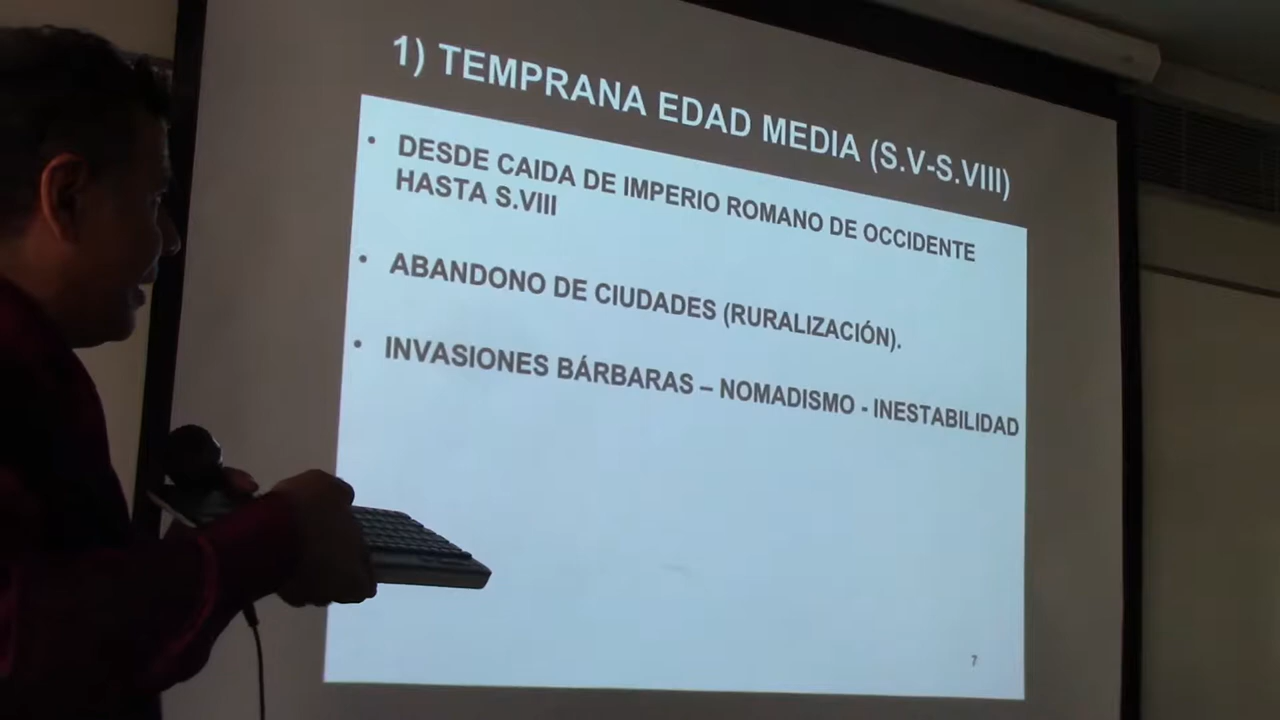 1) TEMPRANA EDAD MEDIA (S.V-S.VIII)
• DESDE CAIDA DE IMPERIO ROMANO DE OCCIDENTE
HASTA S.VIII
• ABANDONO DE CIUDADES (RURALIZACIÓN).
• INVASIONES BÁRBARAS – NOMADISMO - INESTABILIDAD
7